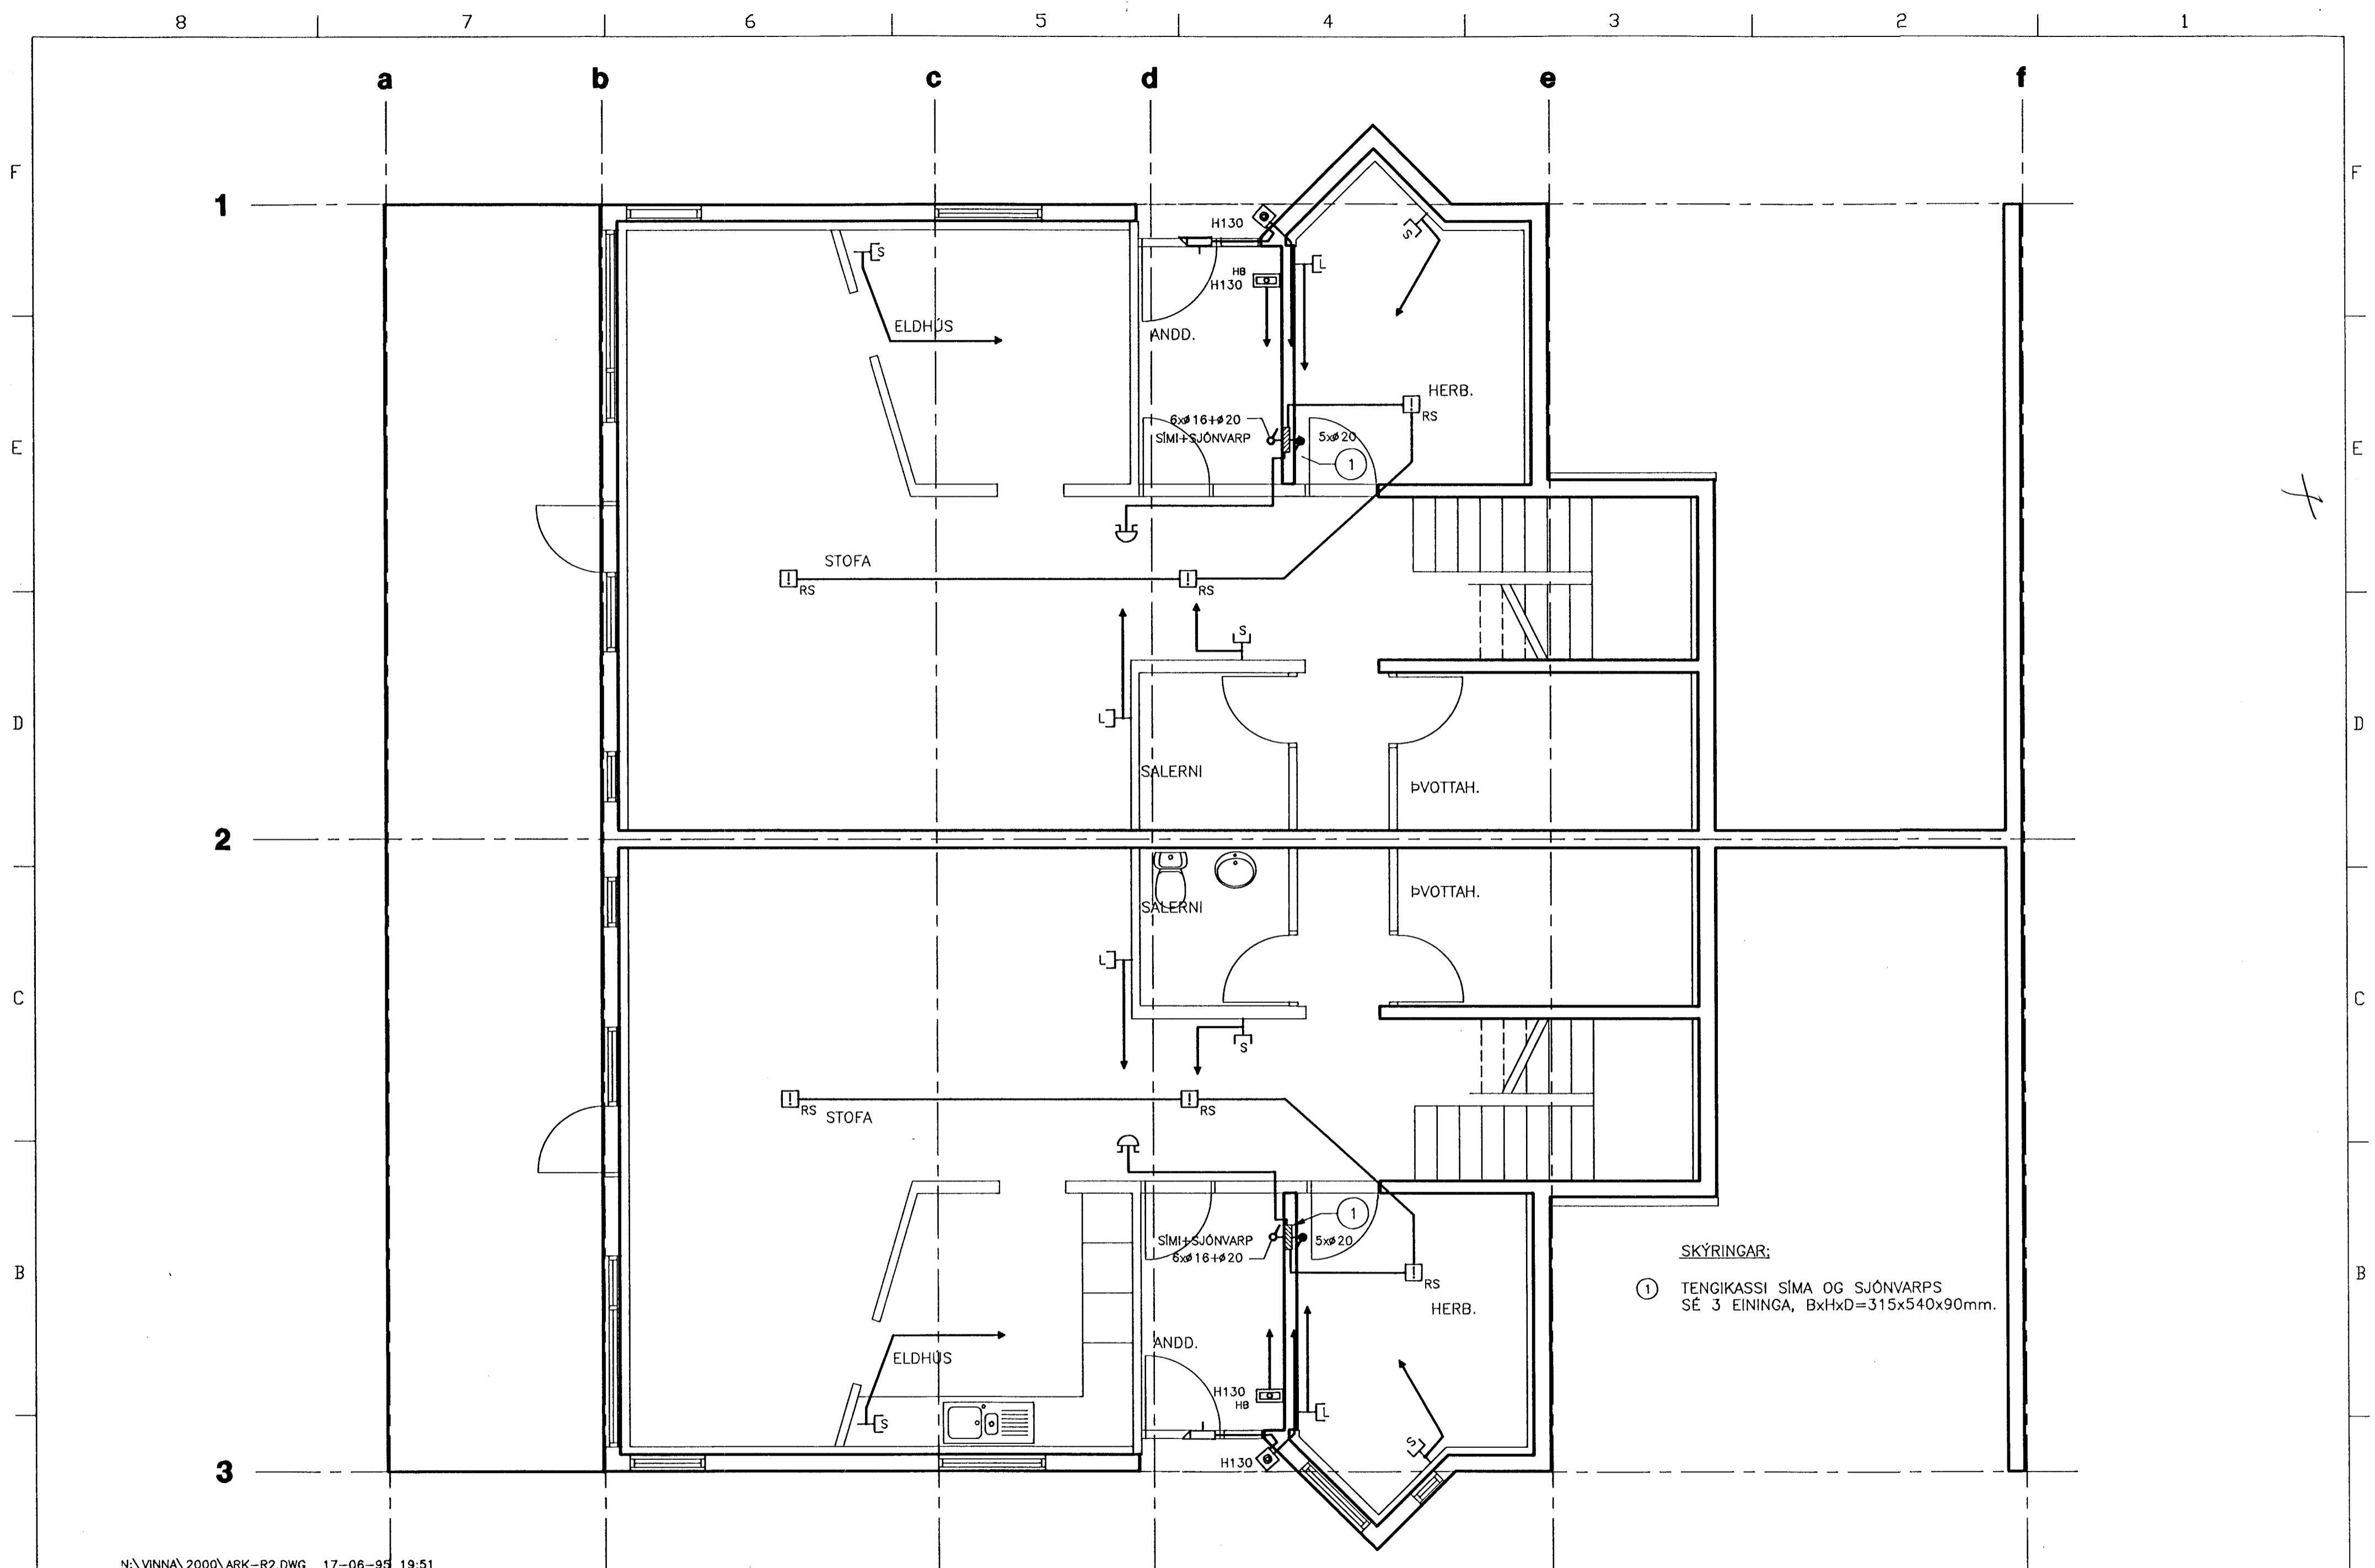 8 7 6 5 4 3 2 1
a b c d e f
F F
1
H130
S
S
HB
H130
L
ELDHÚS
ANDD.
HERB.
RS
6xø16+ø20
SÍMI+SJÓNVARP
5xø20
1
E E
STOFA
RS
RS
S
L
D D
SALERNI
ÞVOTTAH.
2
SALERNI
ÞVOTTAH.
L
C C
S
RS
STOFA
RS
1
SÍMI+SJÓNVARP
5xø20
6xø16+ø20
RS
HERB.
SKÝRINGAR:
1 TENGIKASSI SÍMA OG SJÓNVARPS
SÉ 3 EININGA, BxHxD=315x540x90mm.
B B
ANDD.
ELDHÚS
H130
HB
L
S
S
H130
3
N:\VINNA\2000\ARK-R2.DWG 17-06-95 19:51